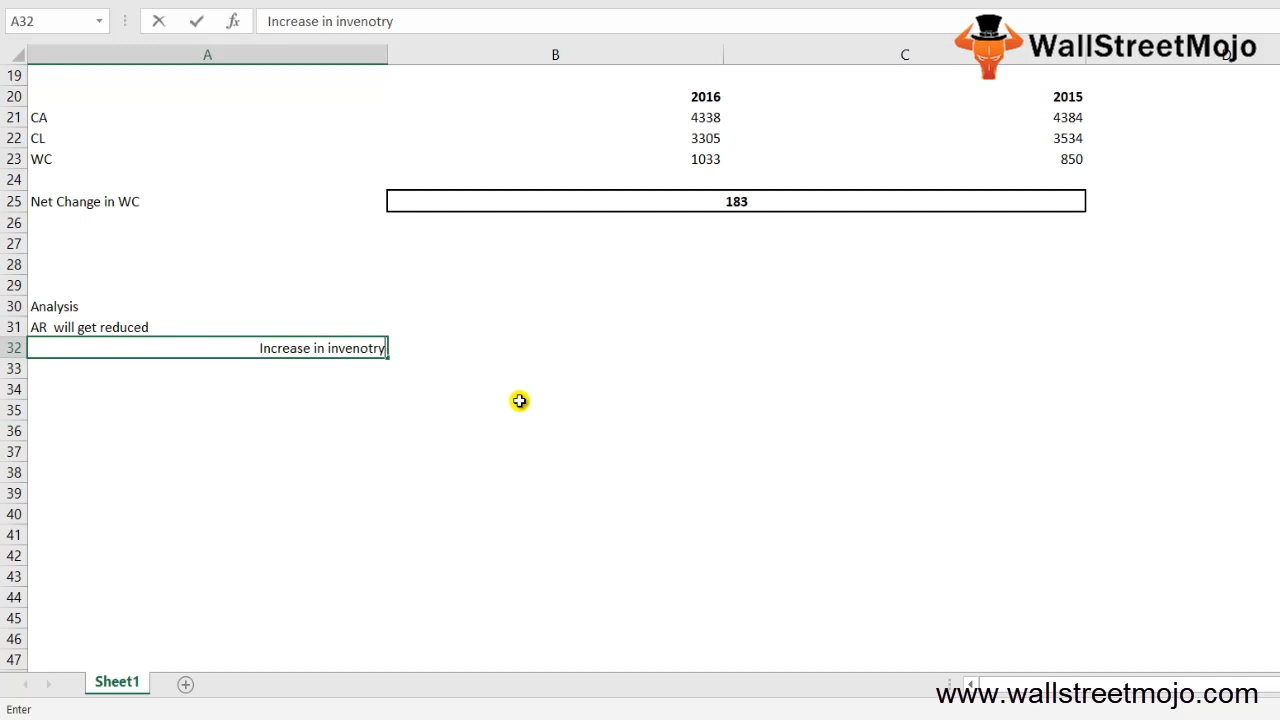 A32
fx
Increase in invenotry
WallStreetMojo
A B C D
19
20 2016 2015
21 CA 4338 4384
22 CL 3305 3534
23 WC 1033 850
24
25 Net Change in WC 183
26
27
28
29
30 Analysis
31 AR  will get reduced
32 Increase in invenotry
33
34
35
36
37
38
39
40
41
42
43
44
45
46
47
Sheet1
www.wallstreetmojo.com
Enter